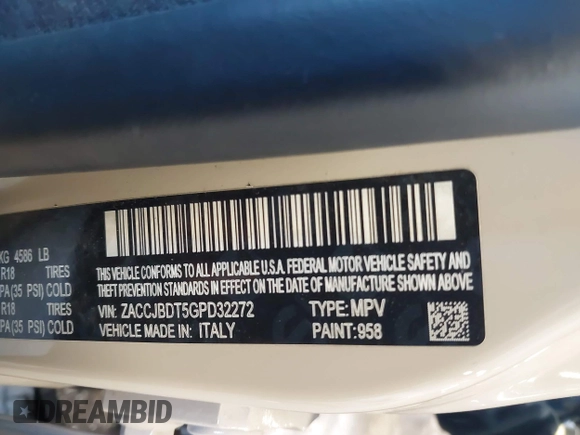 KG 4586 LB
R18 TIRES
PA(35 PSI) COLD
R18 TIRES
PA(35 PSI) COLD
THIS VEHICLE CONFORMS TO ALL APPLICABLE U.S.A. FEDERAL MOTOR VEHICLE SAFETY AND
THEFT PREVENTION STANDARDS IN EFFECT ON THE DATE OF MANUFACTURE SHOWN ABOVE
VIN: ZACCJBDT5GPD32272 TYPE: MPV
VEHICLE MADE IN: ITALY PAINT: 958
DREAMBID